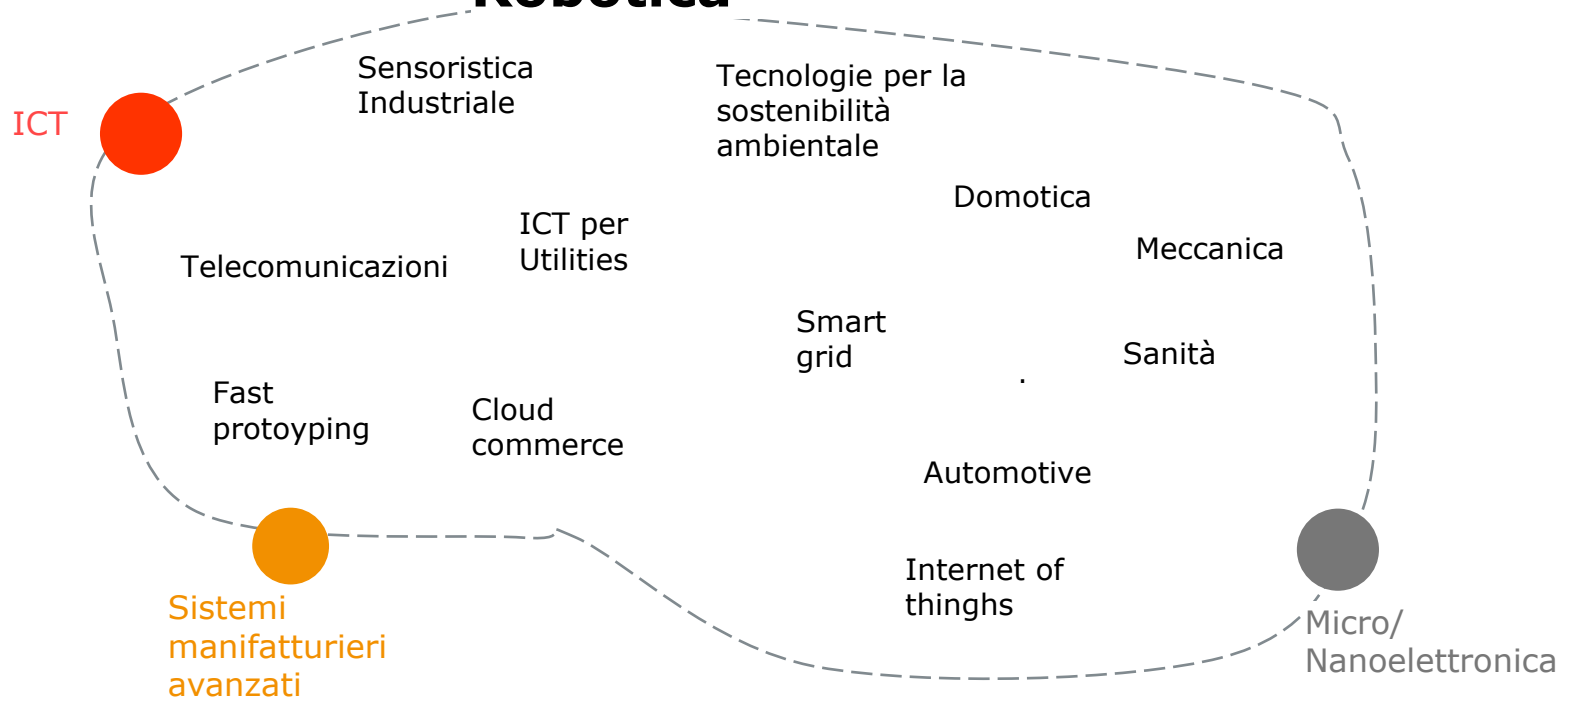 Robotica
Sensoristica
Industriale
Tecnologie per la
sostenibilità
ambientale
ICT
Domotica
ICT per
Utilities
Meccanica
Telecomunicazioni
Smart
grid
Sanità
.
Fast
protoyping
Cloud
commerce
Automotive
Internet of
thinghs
Sistemi
manifatturieri
avanzati
Micro/
Nanoelettronica